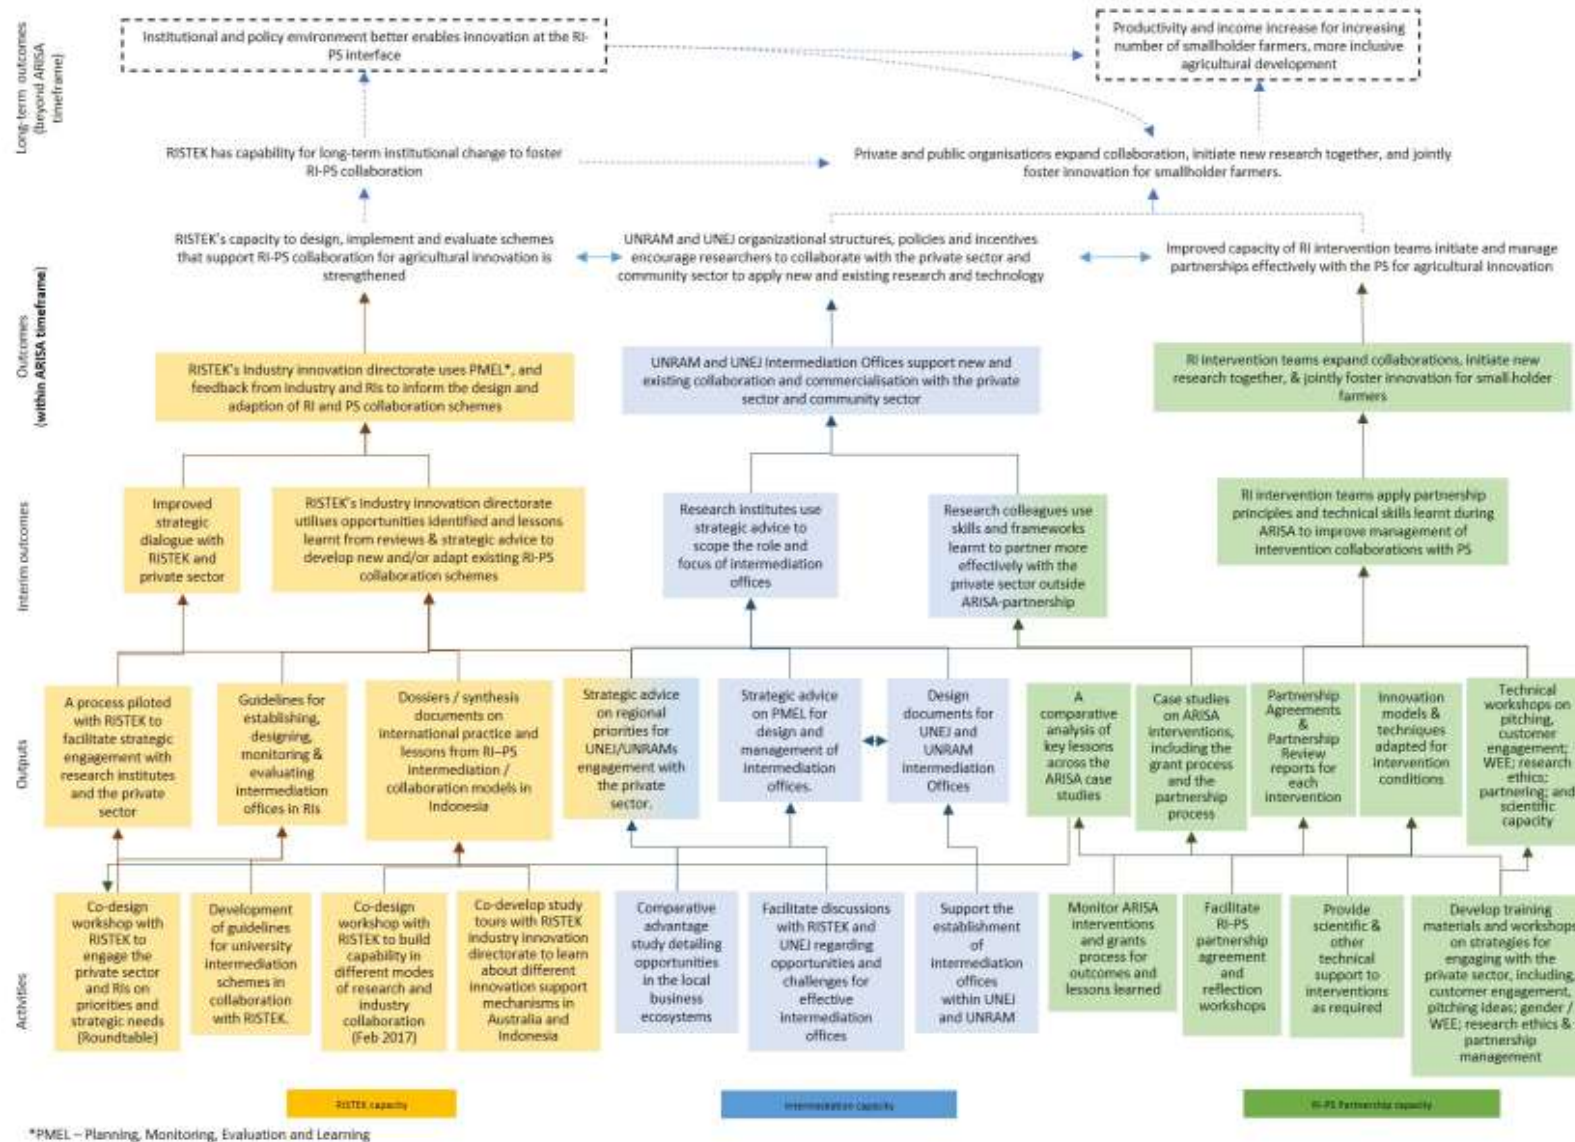 Long-term outcomes
(beyond ARISA
timeframe)
Institutional and policy environment better enables innovation at the RI-
PS interface
Productivity and income increase for increasing
number of smallholder farmers, more inclusive
agricultural development
RISTEK has capability for long-term institutional change to foster
RI-PS collaboration
Private and public organisations expand collaboration, initiate new research together, and jointly
foster innovation for smallholder farmers.
Outcomes
(within ARISA timeframe)
RISTEK's capacity to design, implement and evaluate schemes
that support RI-PS collaboration for agricultural innovation is
strengthened
UNRAM and UNEJ organizational structures, policies and incentives
encourage researchers to collaborate with the private sector and
community sector to apply new and existing research and technology
Improved capacity of RI intervention teams initiate and manage
partnerships effectively with the PS for agricultural innovation
RISTEK's Industry innovation directorate uses PMEL*, and
feedback from industry and RIs to inform the design and
adaption of RI and PS collaboration schemes
UNRAM and UNEJ Intermediation Offices support new and
existing collaboration and commercialisation with the private
sector and community sector
RI intervention teams expand collaborations, initiate new
research together, & jointly foster innovation for small-holder
farmers
Interim outcomes
Improved
strategic
dialogue with
RISTEK and
private sector
RISTEK's Industry innovation directorate
utilises opportunities identified and lessons
learnt from reviews & strategic advice to
develop new and/or adapt existing RI-PS
collaboration schemes
Research institutes use
strategic advice to
scope the role and
focus of intermediation
offices
Research colleagues use
skills and frameworks
learnt to partner more
effectively with the
private sector outside
ARISA-partnership
RI intervention teams apply partnership
principles and technical skills learnt during
ARISA to improve management of
intervention collaborations with PS
Outputs
A process piloted
with RISTEK to
facilitate strategic
engagement with
research institutes
and the private
sector
Guidelines for
establishing,
designing,
monitoring &
evaluating
intermediation
offices in RIs
Dossiers / synthesis
documents on
international practice and
lessons from RI–PS
intermediation /
collaboration models in
Indonesia
Strategic advice
on regional
priorities for
UNEJ/UNRAMs
engagement with
the private
sector.
Strategic advice
on PMEL for
design and
management of
Intermediation
offices.
Design
documents for
UNEJ and
UNRAM
Intermediation
Offices
A
comparative
analysis of
key lessons
across the
ARISA case
studies
Case studies
on ARISA
interventions,
including the
grant process
and the
partnership
process
Partnership
Agreements
&
Partnership
Review
reports for
each
intervention
Innovation
models &
techniques
adapted for
intervention
conditions
Technical
workshops on
pitching,
customer
engagement;
WEE; research
ethics;
partnering; and
scientific
capacity
Activities
Co-design
workshop with
RISTEK to
engage the
private sector
and RIs on
priorities and
strategic needs
(Roundtable)
Development
of guidelines
for university
intermediation
schemes in
collaboration
with RISTEK.
Co-design
workshop with
RISTEK to build
capability in
different modes
of research and
industry
collaboration
(Feb 2017)
Co-develop study
tours with RISTEK
Industry innovation
directorate to learn
about different
innovation support
mechanisms in
Australia and
Indonesia
Comparative
advantage
study detailing
opportunities
in the local
business
ecosystems
Facilitate discussions
with RISTEK and
UNEJ regarding
opportunities and
challenges for
effective
intermediation
offices
Support the
establishment
of
intermediation
offices
within UNEJ
and UNRAM
Monitor ARISA
interventions
and grants
process for
outcomes and
lessons learned
Facilitate
RI-PS
partnership
agreement
and
reflection
workshops
Provide
scientific &
other
technical
support to
interventions
as required
Develop training
materials and workshops
on strategies for
engaging with the
private sector, including,
customer engagement,
pitching ideas; gender /
WEE; research ethics &
partnership
management
RISTEK capacity
Intermediation capacity
RI-PS Partnership capacity
*PMEL – Planning, Monitoring, Evaluation and Learning